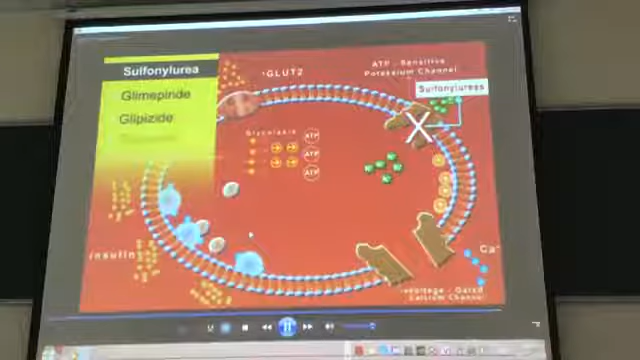 Sulfonylurea
Glimepiride
Glipizide
GLUT2
ATP - Sensitive
Potassium Channel
Sulfonylureas
Glycolysis
ATP
ATP
ATP
Insulin
Ca
Voltage - Gated
Calcium Channel